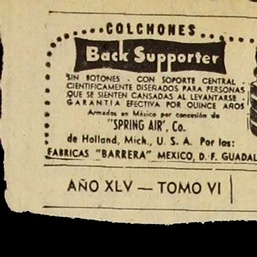 COLCHONES
Back Supporter
SIN BOTONES - CON SOPORTE CENTRAL
CIENTIFICAMENTE DISEÑADOS PARA PERSONAS
QUE SE SIENTEN CANSADAS AL LEVANTARSE -
GARANTIA EFECTIVA POR QUINCE AÑOS
Armados en México por concesión de
"SPRING AIR", Co.
de Holland, Mich., U. S. A. Por las:
FABRICAS "BARRERA" MEXICO, D. F. GUADAL
AÑO XLV — TOMO VI